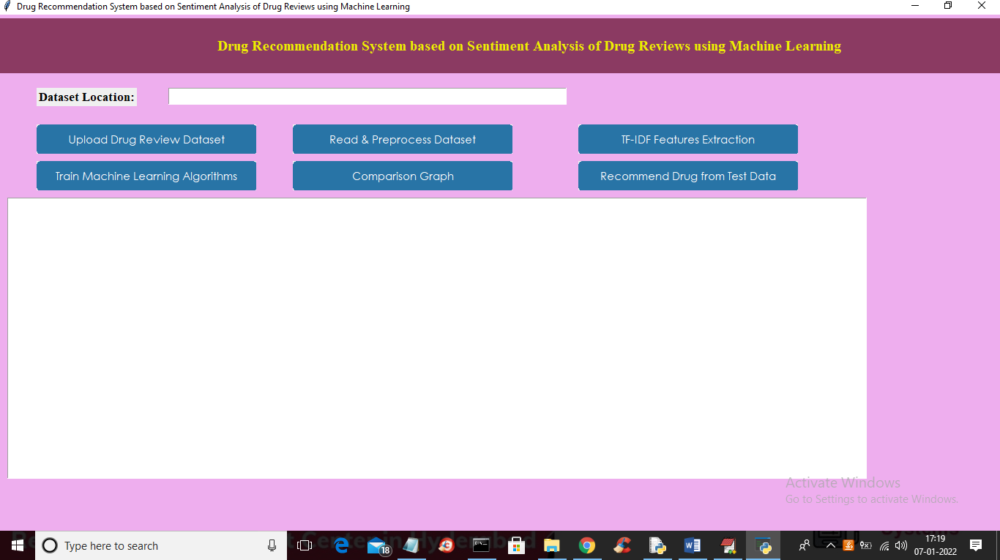 Drug Recommendation System based on Sentiment Analysis of Drug Reviews using Machine Learning
Drug Recommendation System based on Sentiment Analysis of Drug Reviews using Machine Learning
Dataset Location:
Upload Drug Review Dataset
Read & Preprocess Dataset
TF-IDF Features Extraction
Train Machine Learning Algorithms
Comparison Graph
Recommend Drug from Test Data
Activate Windows
Go to Settings to activate Windows.
Type here to search
18
17:19
07-01-2022